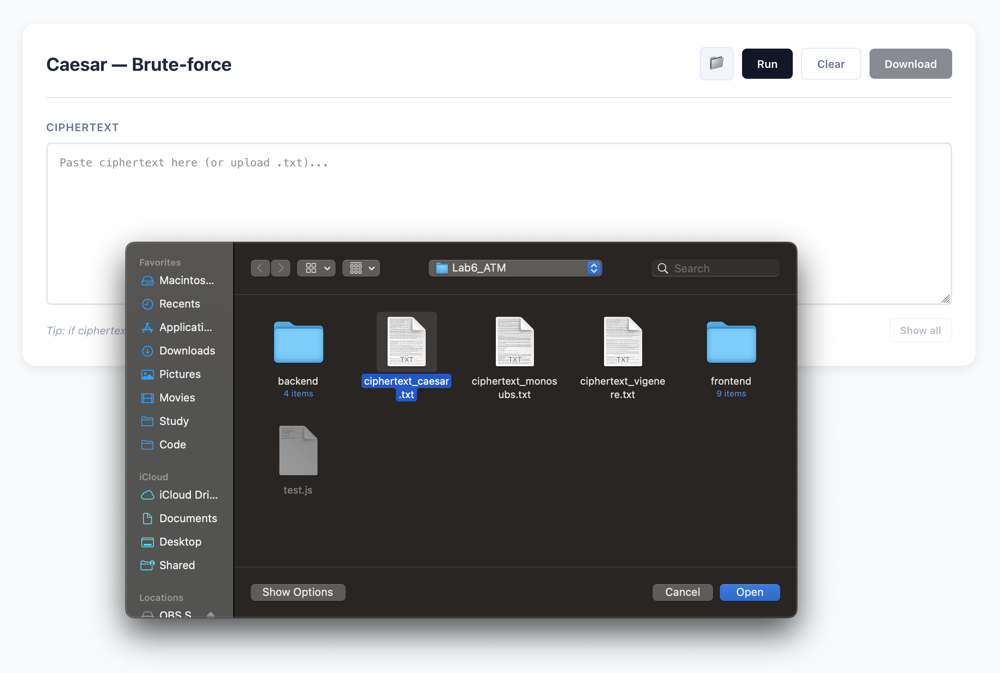 Caesar — Brute-force
Run
Clear
Download
CIPHERTEXT
Paste ciphertext here (or upload .txt)...
Tip: if
Show all
Favorites
Macintos...
Recents
Applicati...
Downloads
Pictures
Movies
Study
Code
iCloud
iCloud Dri...
Documents
Desktop
Shared
Locations
OBS S
Lab6_ATM
Search
backend
4 items
TXT
ciphertext_caesar
.txt
TXT
ciphertext_monos
ubs.txt
TXT
ciphertext_vigene
re.txt
frontend
9 items
test.js
Show Options
Cancel
Open